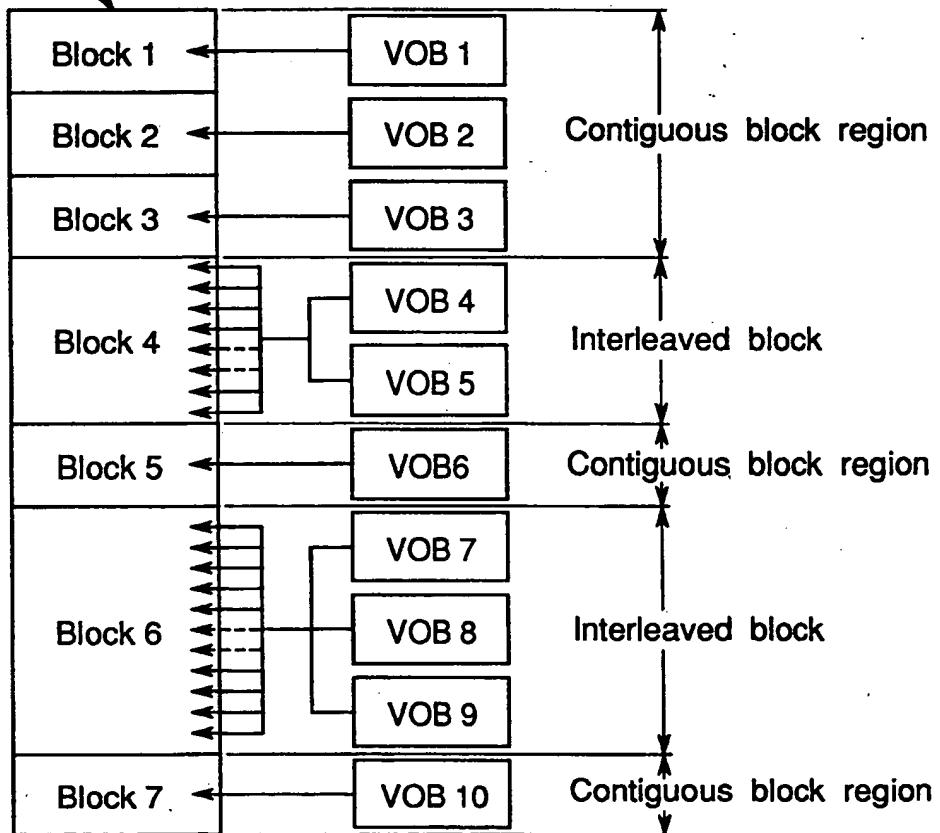 Block 1
VOB 1
Block 2
VOB 2
Contiguous block region
Block 3
VOB 3
VOB 4
Block 4
Interleaved block
VOB 5
Block 5
VOB6
Contiguous block region
VOB 7
Block 6
VOB 8
Interleaved block
VOB 9
Block 7
VOB 10
Contiguous block region